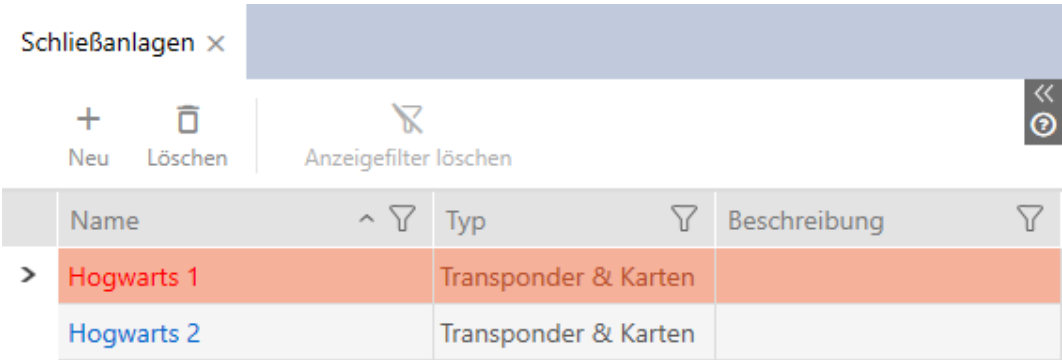 Schließanlagen
Neu Löschen Anzeigefilter löschen
Name Typ Beschreibung
Hogwarts 1 Transponder & Karten
Hogwarts 2 Transponder & Karten